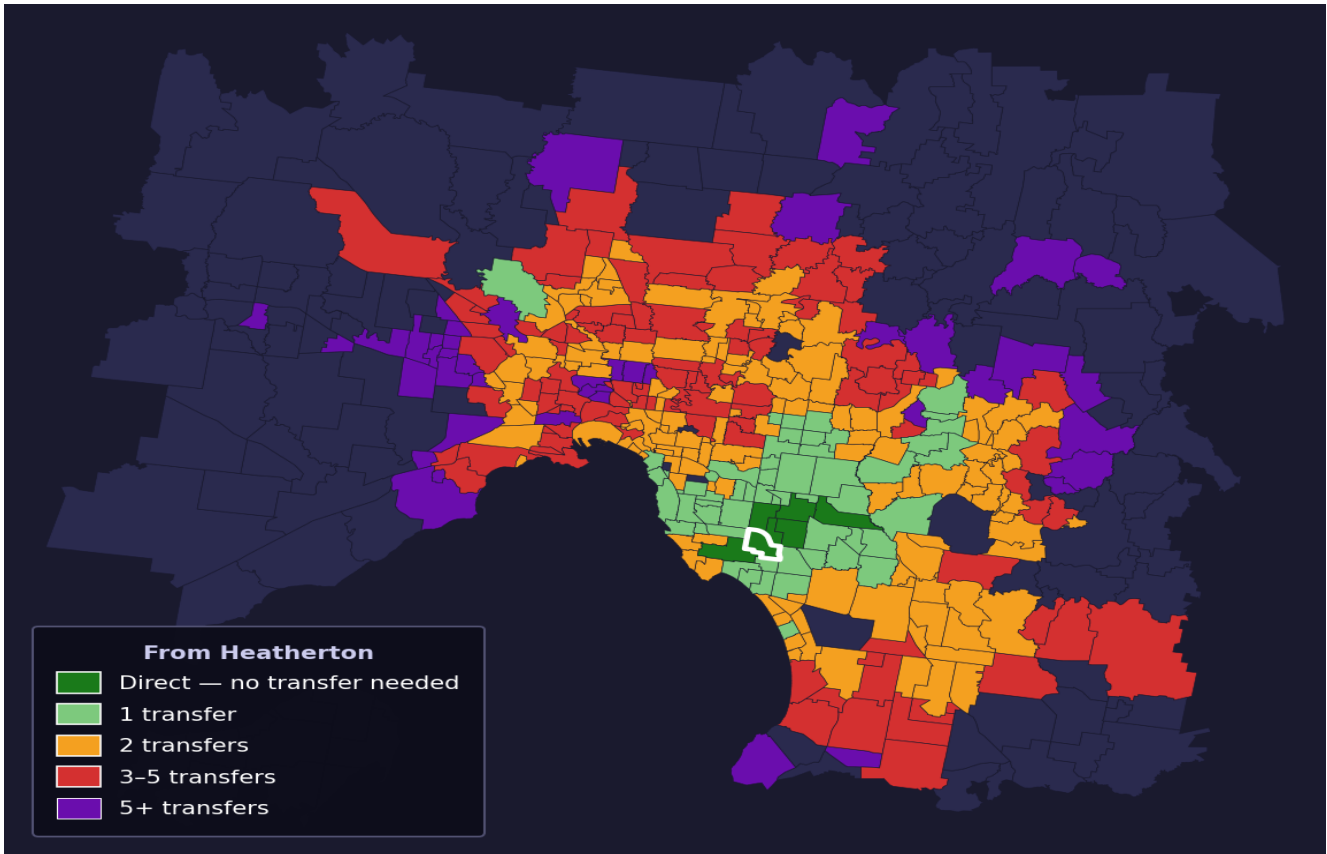 From Heatherton
Direct — no transfer needed
1 transfer
2 transfers
3–5 transfers
5+ transfers